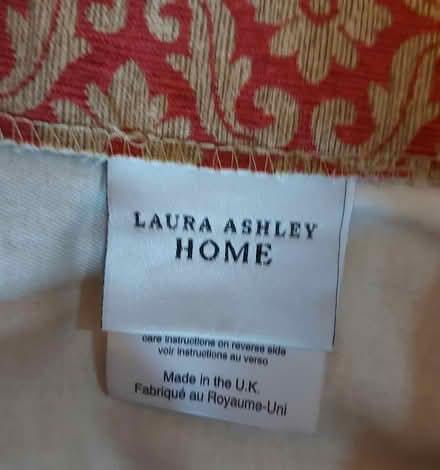 LAURA ASHLEY
HOME
care instructions on reverse side
voir instructions au verso
Made in the U.K.
Fabriqué au Royaume-Uni